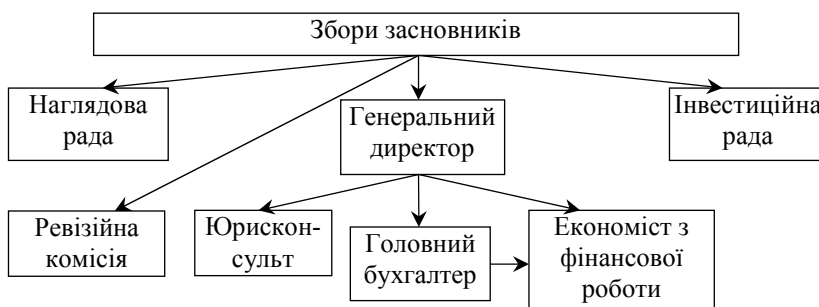 Збори засновників
Наглядова
рада
Генеральний
директор
Інвестиційна
рада
Ревізійна
комісія
Юрискон-
сульт
Головний
бухгалтер
Економіст з
фінансової
роботи